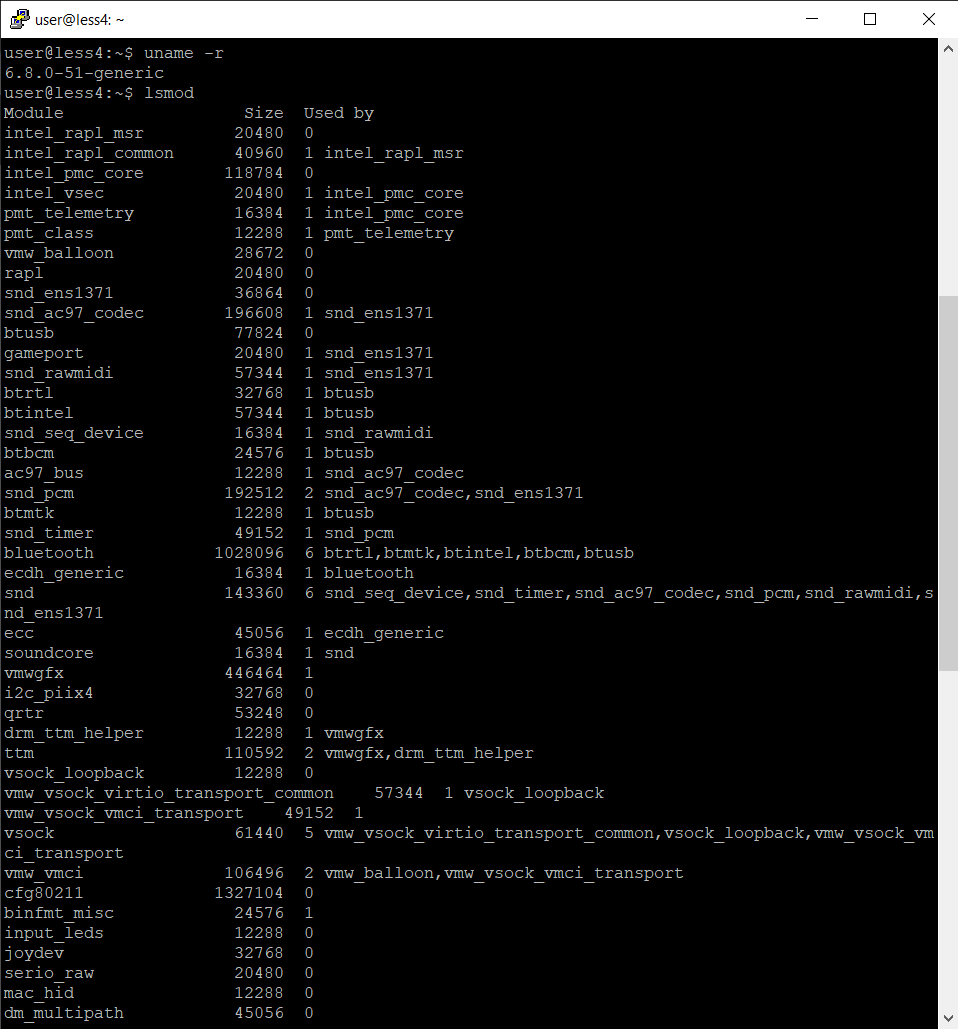 user@less4: ~
user@less4:~$ uname -r
6.8.0-51-generic
user@less4:~$ lsmod
Module                  Size  Used by
intel_rapl_msr         20480  0
intel_rapl_common      40960  1 intel_rapl_msr
intel_pmc_core        118784  0
intel_vsec             20480  1 intel_pmc_core
pmt_telemetry          16384  1 intel_pmc_core
pmt_class              12288  1 pmt_telemetry
vmw_balloon            28672  0
rapl                   20480  0
snd_ens1371            36864  0
snd_ac97_codec        196608  1 snd_ens1371
btusb                  77824  0
gameport               20480  1 snd_ens1371
snd_rawmidi            57344  1 snd_ens1371
btrtl                  32768  1 btusb
btintel                57344  1 btusb
snd_seq_device         16384  1 snd_rawmidi
btbcm                  24576  1 btusb
ac97_bus               12288  1 snd_ac97_codec
snd_pcm               192512  2 snd_ac97_codec,snd_ens1371
btmtk                  12288  1 btusb
snd_timer              49152  1 snd_pcm
bluetooth            1028096  6 btrtl,btmtk,btintel,btbcm,btusb
ecdh_generic           16384  1 bluetooth
snd                   143360  6 snd_seq_device,snd_timer,snd_ac97_codec,snd_pcm,snd_rawmidi,s
nd_ens1371
ecc                    45056  1 ecdh_generic
soundcore              16384  1 snd
vmwgfx                446464  1
i2c_piix4              32768  0
qrtr                   53248  0
drm_ttm_helper         12288  1 vmwgfx
ttm                   110592  2 vmwgfx,drm_ttm_helper
vsock_loopback         12288  0
vmw_vsock_virtio_transport_common    57344  1 vsock_loopback
vmw_vsock_vmci_transport    49152  1
vsock                  61440  5 vmw_vsock_virtio_transport_common,vsock_loopback,vmw_vsock_vm
ci_transport
vmw_vmci              106496  2 vmw_balloon,vmw_vsock_vmci_transport
cfg80211             1327104  0
binfmt_misc            24576  1
input_leds             12288  0
joydev                 32768  0
serio_raw              20480  0
mac_hid                12288  0
dm_multipath           45056  0